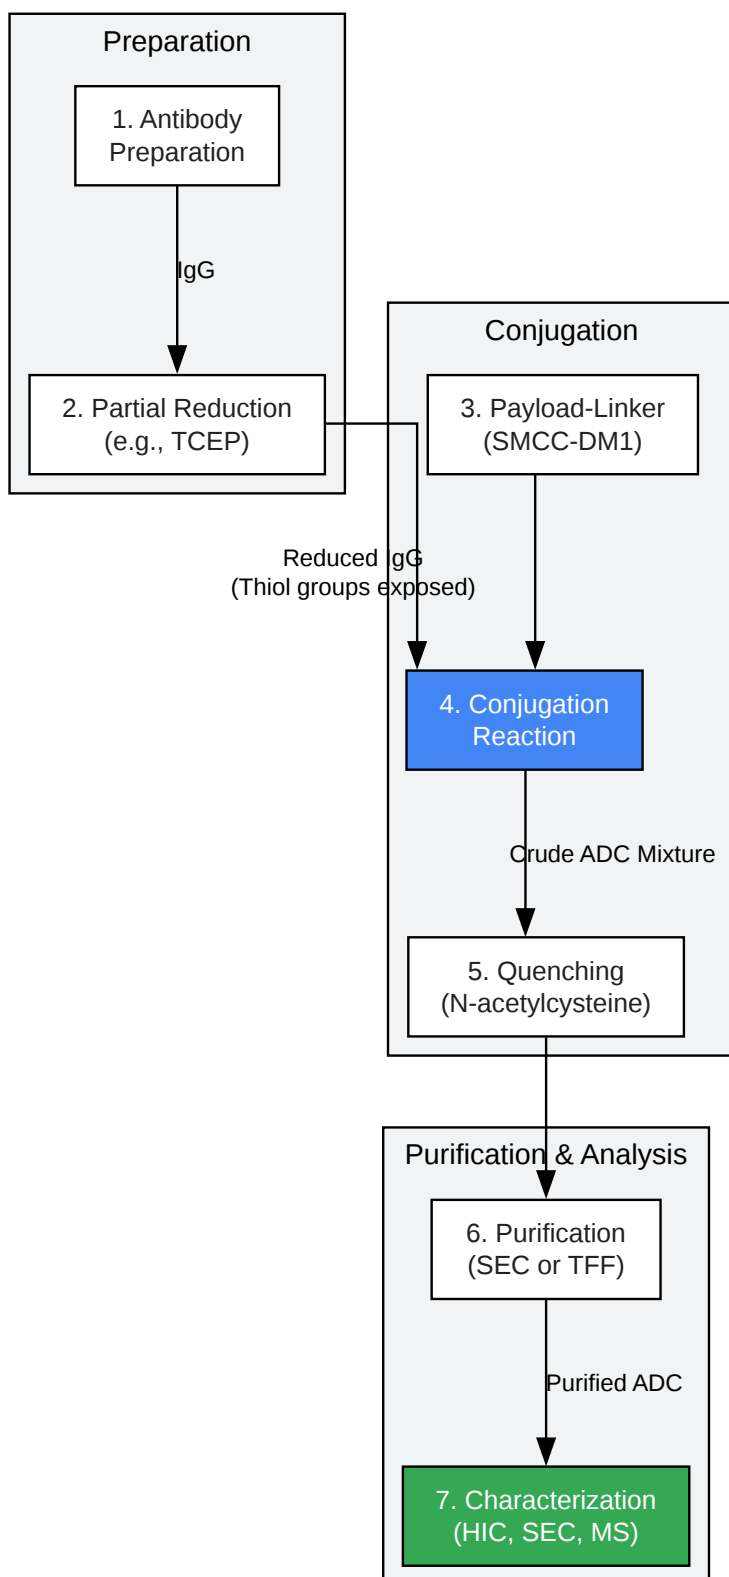 Preparation
1. Antibody
Preparation
IgG
2. Partial Reduction
(e.g., TCEP)
Conjugation
3. Payload-Linker
(SMCC-DM1)
Reduced IgG
(Thiol groups exposed)
4. Conjugation
Reaction
Crude ADC Mixture
5. Quenching
(N-acetylcysteine)
Purification & Analysis
6. Purification
(SEC or TFF)
Purified ADC
7. Characterization
(HIC, SEC, MS)